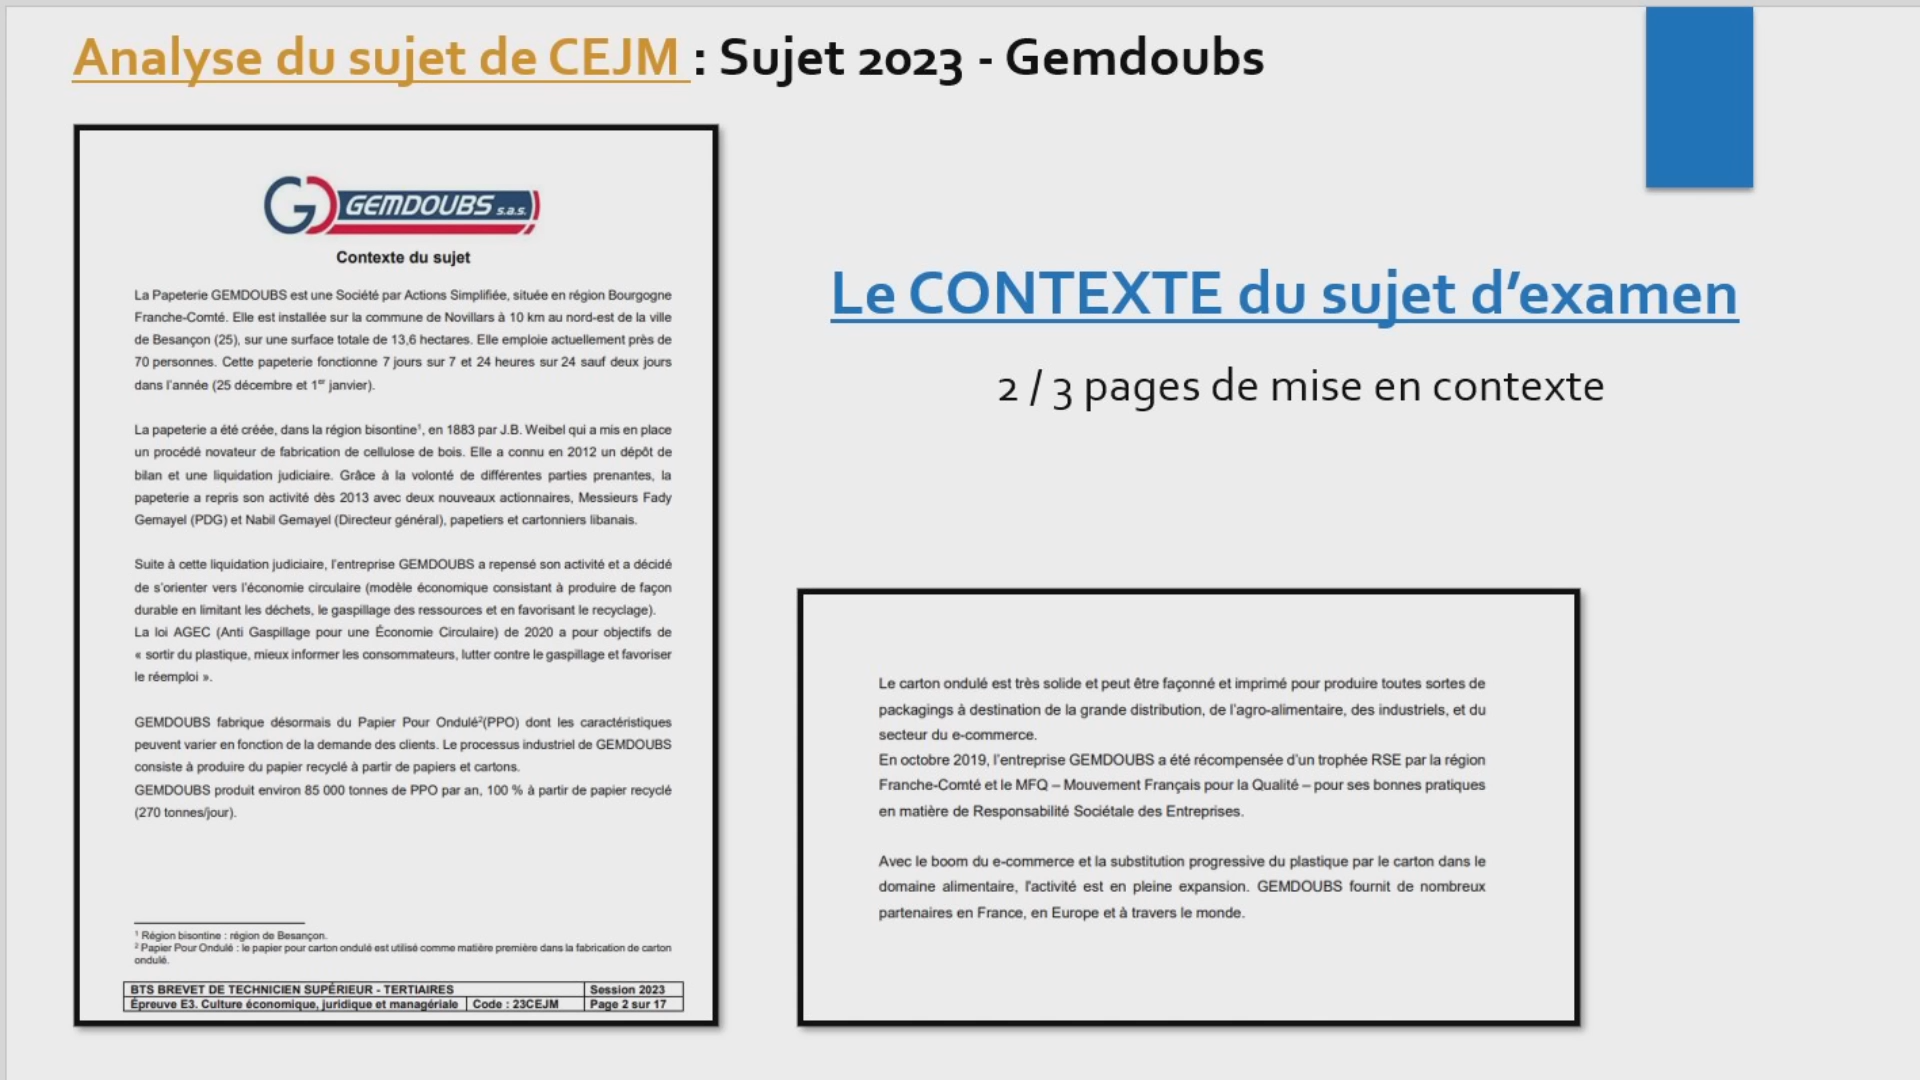 Analyse du sujet de CEJM : Sujet 2023 - Gemdoubs
GEMDOUBS s.a.s.
Contexte du sujet
La Papeterie GEMDOUBS est une Société par Actions Simplifiée, située en région Bourgogne
Franche-Comté. Elle est installée sur la commune de Novillars à 10 km au nord-est de la ville
de Besançon (25), sur une surface totale de 13,6 hectares. Elle emploie actuellement près de
70 personnes. Cette papeterie fonctionne 7 jours sur 7 et 24 heures sur 24 sauf deux jours
dans l'année (25 décembre et 1er janvier).
La papeterie a été créée, dans la région bisontine¹, en 1883 par J.B. Weibel qui a mis en place
un procédé novateur de fabrication de cellulose de bois. Elle a connu en 2012 un dépôt de
bilan et une liquidation judiciaire. Grâce à la volonté de différentes parties prenantes, la
papeterie a repris son activité dès 2013 avec deux nouveaux actionnaires, Messieurs Fady
Gemayel (PDG) et Nabil Gemayel (Directeur général), papetiers et cartonniers libanais.
Suite à cette liquidation judiciaire, l'entreprise GEMDOUBS a repensé son activité et a décidé
de s'orienter vers l'économie circulaire (modèle économique consistant à produire de façon
durable en limitant les déchets, le gaspillage des ressources et en favorisant le recyclage).
La loi AGEC (Anti Gaspillage pour une Économie Circulaire) de 2020 a pour objectifs de
« sortir du plastique, mieux informer les consommateurs, lutter contre le gaspillage et favoriser
le réemploi ».
GEMDOUBS fabrique désormais du Papier Pour Ondulé²(PPO) dont les caractéristiques
peuvent varier en fonction de la demande des clients. Le processus industriel de GEMDOUBS
consiste à produire du papier recyclé à partir de papiers et cartons.
GEMDOUBS produit environ 85 000 tonnes de PPO par an, 100 % à partir de papier recyclé
(270 tonnes/jour).
¹ Région bisontine : région de Besançon.
² Papier Pour Ondulé : le papier pour carton ondulé est utilisé comme matière première dans la fabrication de carton
ondulé.
BTS BREVET DE TECHNICIEN SUPÉRIEUR - TERTIAIRES Session 2023
Épreuve E3. Culture économique, juridique et managériale Code : 23CEJM Page 2 sur 17
Le CONTEXTE du sujet d'examen
2 / 3 pages de mise en contexte
Le carton ondulé est très solide et peut être façonné et imprimé pour produire toutes sortes de
packagings à destination de la grande distribution, de l'agro-alimentaire, des industriels, et du
secteur du e-commerce.
En octobre 2019, l'entreprise GEMDOUBS a été récompensée d'un trophée RSE par la région
Franche-Comté et le MFQ – Mouvement Français pour la Qualité – pour ses bonnes pratiques
en matière de Responsabilité Sociétale des Entreprises.
Avec le boom du e-commerce et la substitution progressive du plastique par le carton dans le
domaine alimentaire, l'activité est en pleine expansion. GEMDOUBS fournit de nombreux
partenaires en France, en Europe et à travers le monde.